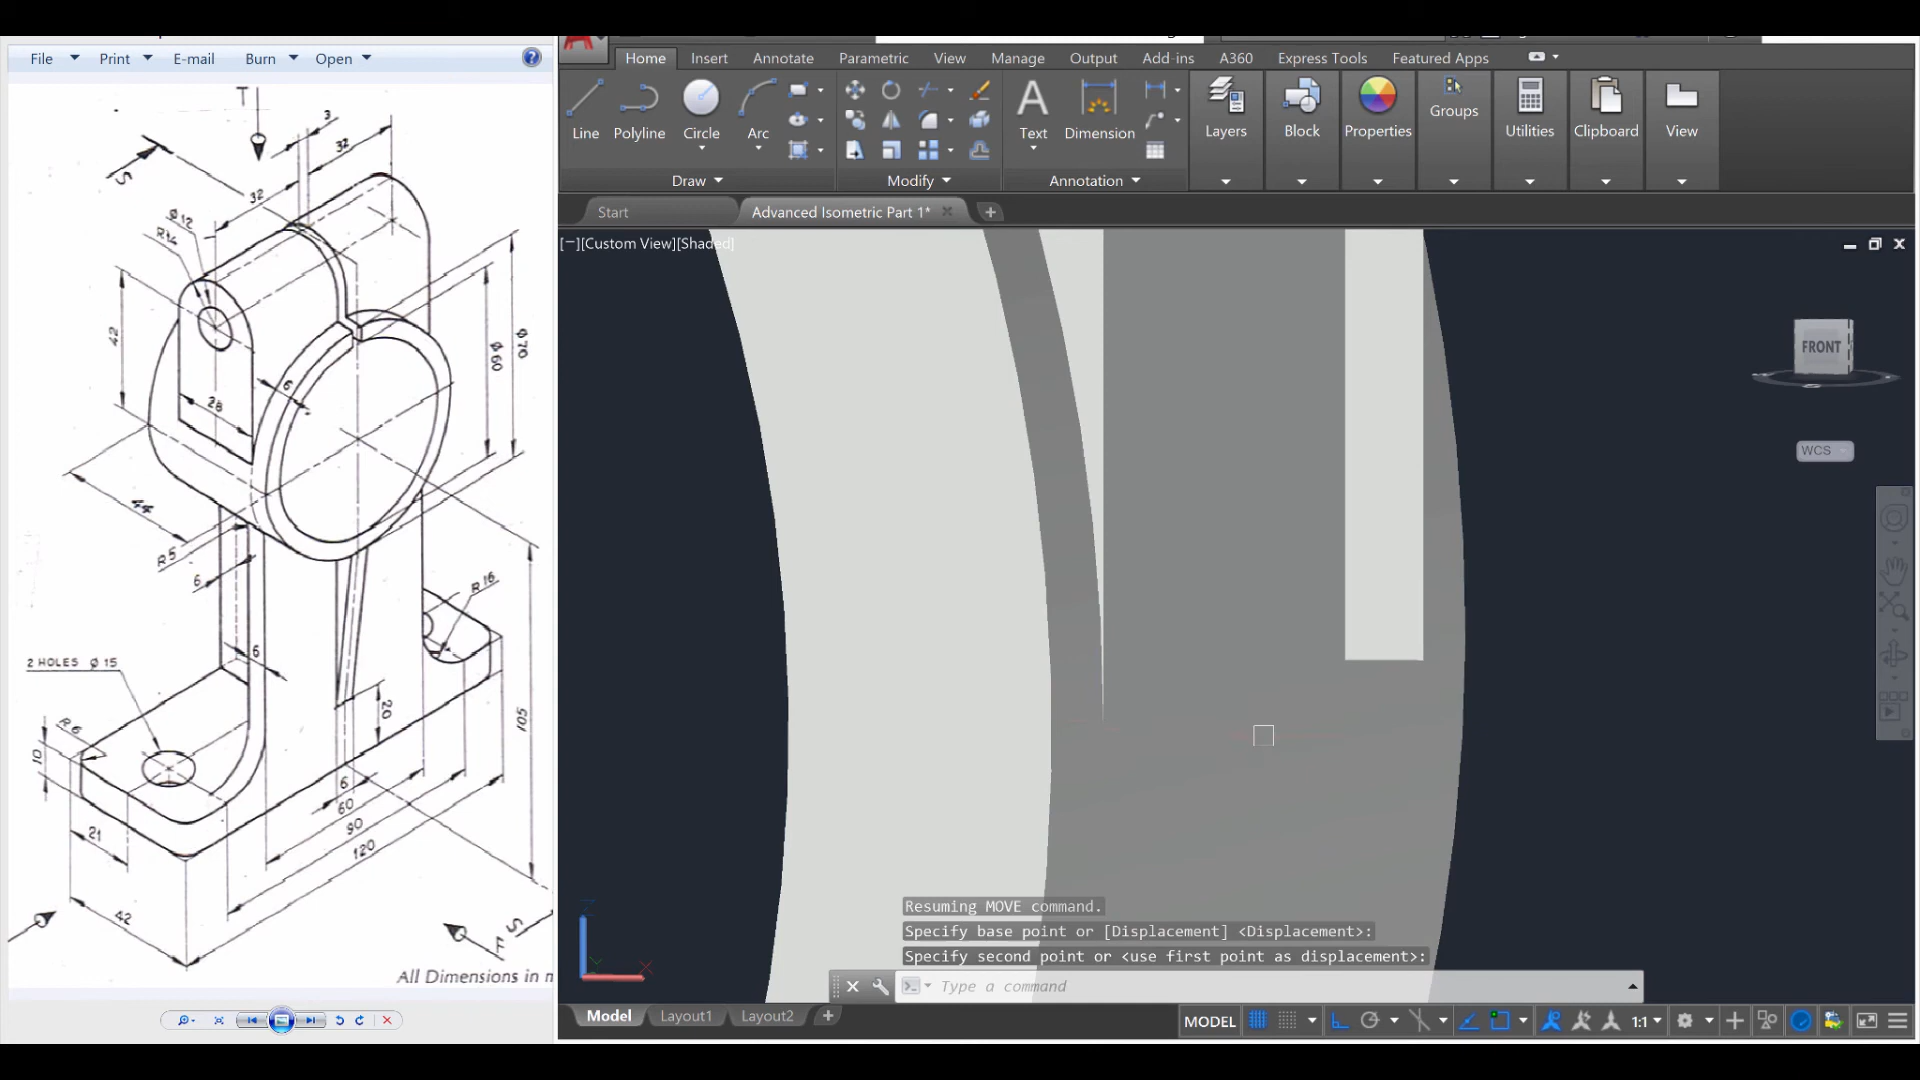 File Print E-mail Burn Open
T
3
32
32
S
Ø12
R14
42
Ø 60
Ø 70
6
28
44
R5
6
R 16
6
2 HOLES Ø 15
20
105
R 6
10
6
60
90
120
21
42
S
F
All Dimensions in
Home Insert Annotate Parametric View Manage Output Add-ins A360 Express Tools Featured Apps
Line Polyline Circle Arc Text Dimension Layers Block Properties Groups Utilities Clipboard View
Draw Modify Annotation
Start Advanced Isometric Part 1*
[−][Custom View][Shaded]
FRONT
WCS
Z
Y
X
Resuming MOVE command.
Specify base point or [Displacement] <Displacement>:
Specify second point or <use first point as displacement>:
Type a command
Model Layout1 Layout2
MODEL 1:1